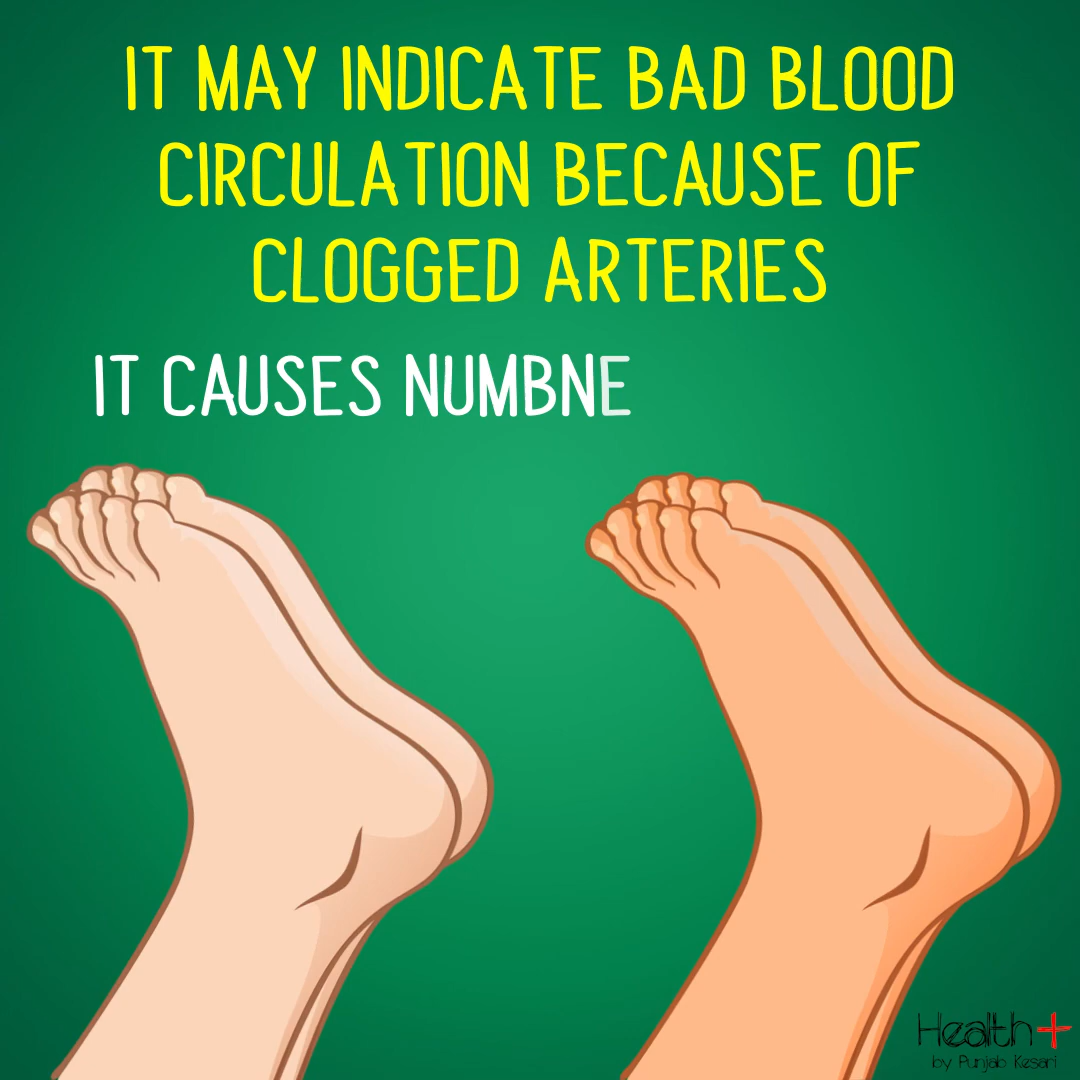 IT MAY INDICATE BAD BLOOD
CIRCULATION BECAUSE OF
CLOGGED ARTERIES
IT CAUSES NUMBNE
Health+
by Punjab Kesari